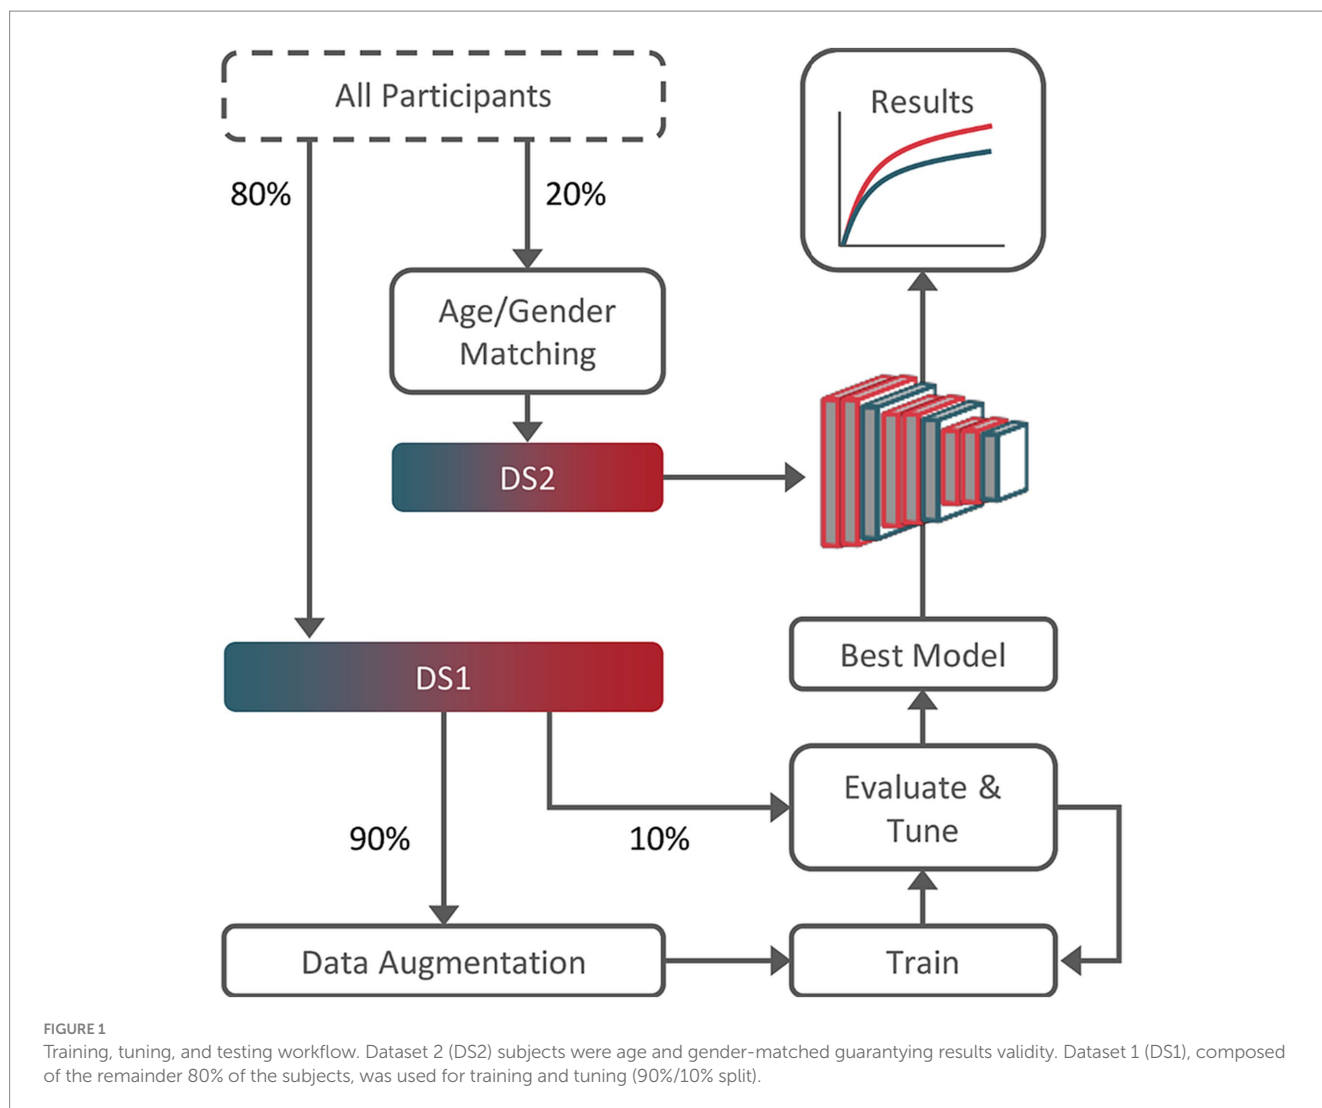 All Participants
80%
20%
Age/Gender
Matching
DS2
Results
DS1
Best Model
Evaluate &
Tune
90%
10%
Data Augmentation
Train
FIGURE 1
Training, tuning, and testing workflow. Dataset 2 (DS2) subjects were age and gender-matched guarantying results validity. Dataset 1 (DS1), composed
of the remainder 80% of the subjects, was used for training and tuning (90%/10% split).